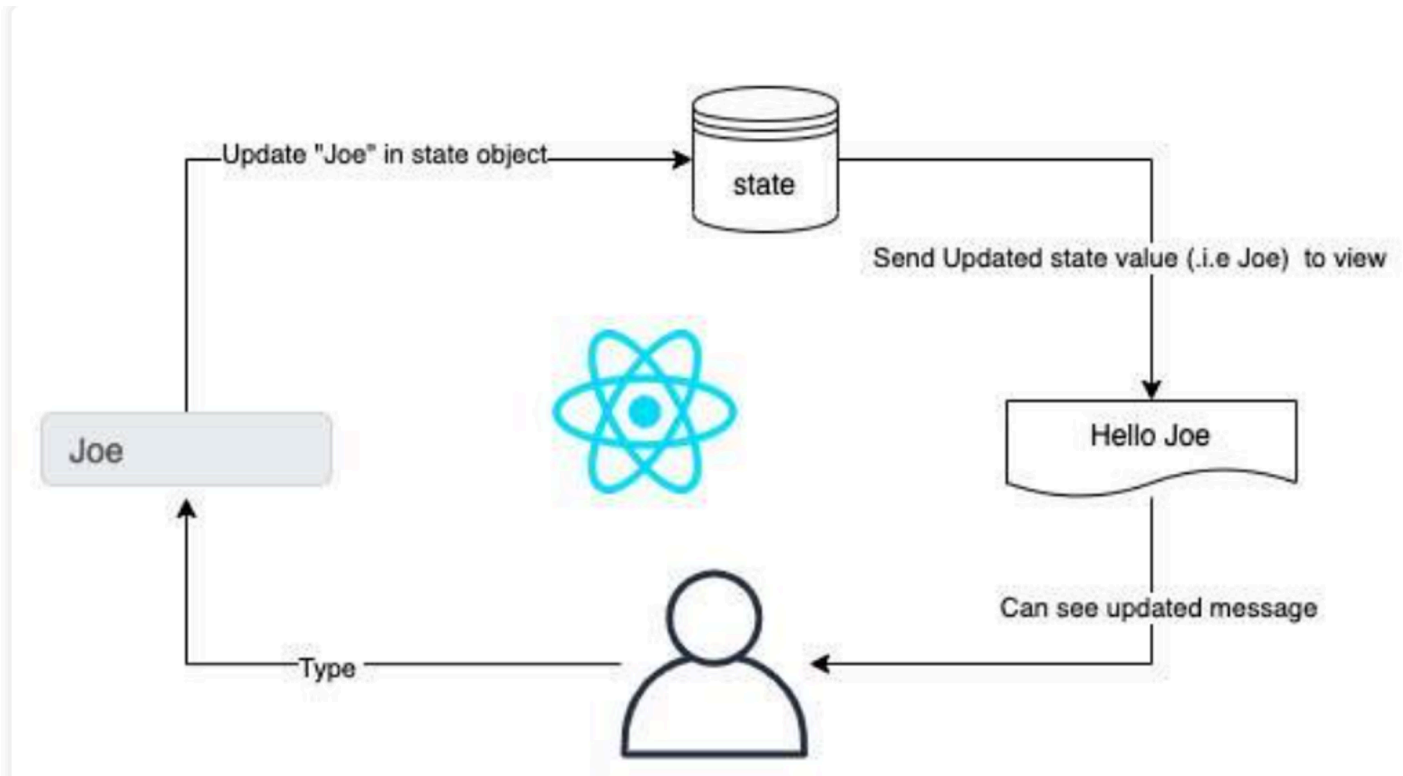 Update "Joe" in state object
state
Send Updated state value (.i.e Joe) to view
Joe
Hello Joe
Can see updated message
Type